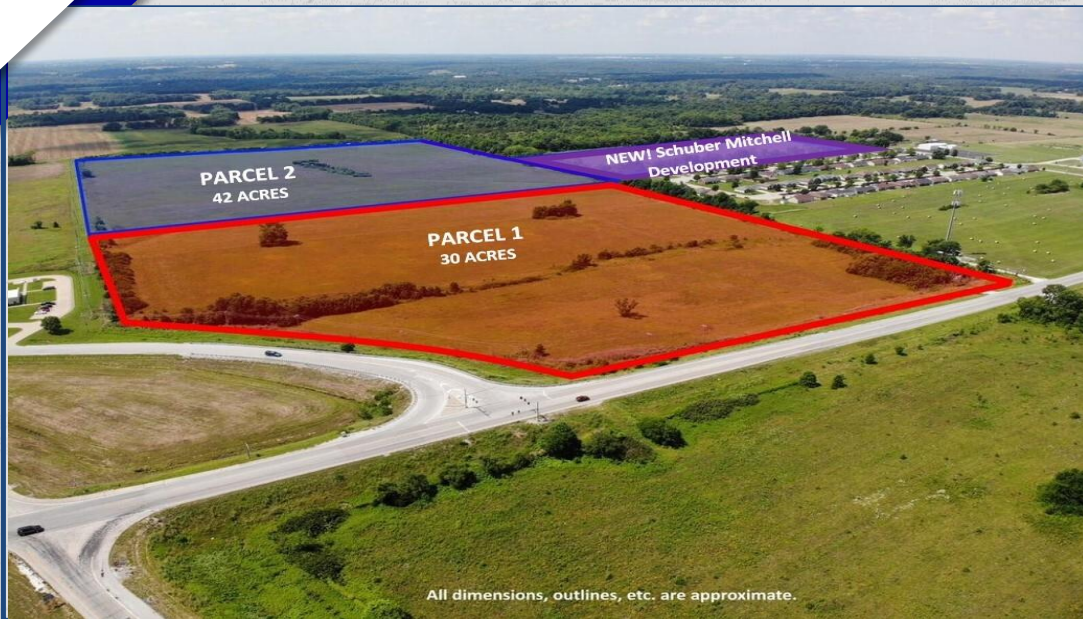 NEW! Schuber Mitchell
Development
PARCEL 2
42 ACRES
PARCEL 1
30 ACRES
All dimensions, outlines, etc. are approximate.